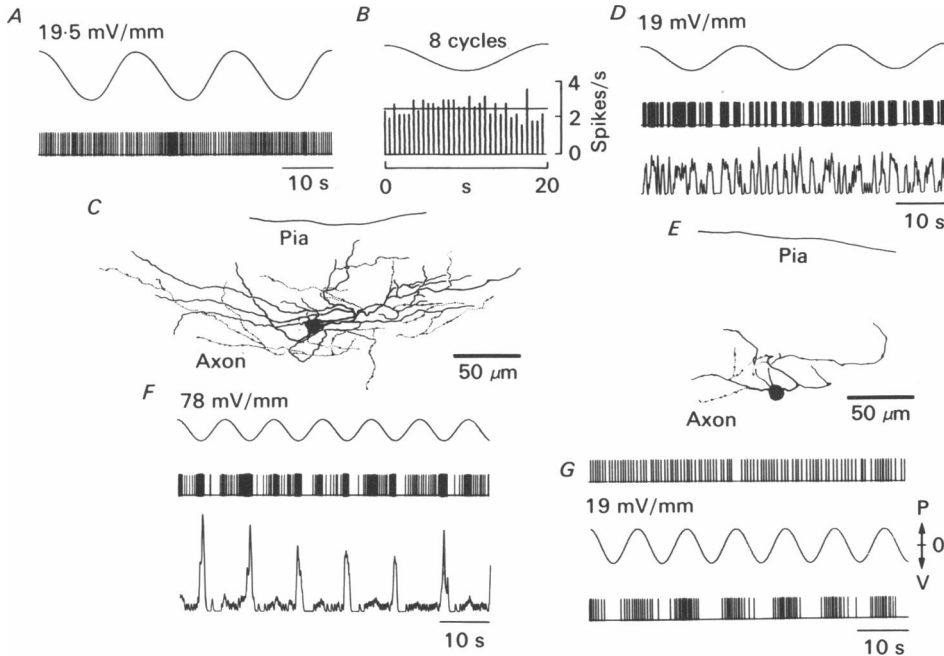 A
19·5 mV/mm
10 s
B
8 cycles
4
2
0
Spikes/s
0
s
20
D
19 mV/mm
10 s
C
Pia
Axon
50 μm
E
Pia
Axon
50 μm
F
78 mV/mm
10 s
G
19 mV/mm
P
0
V
10 s